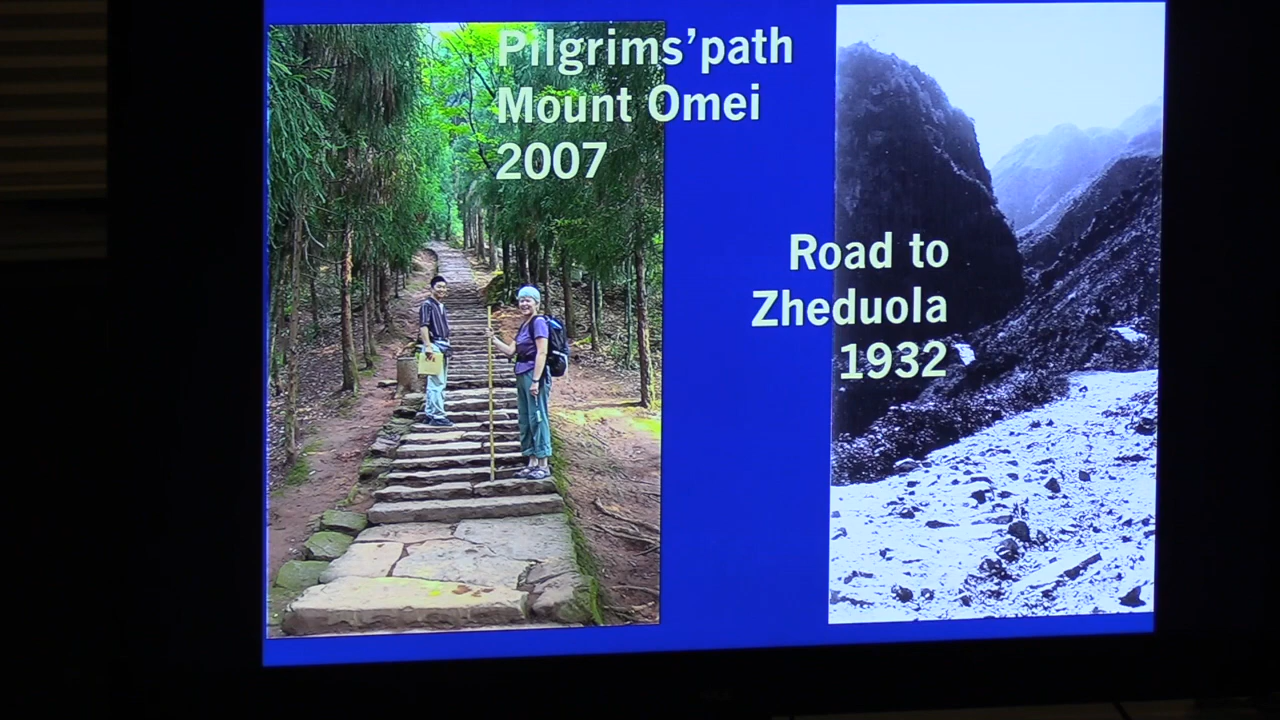 Pilgrims’path
Mount Omei
2007
Road to
Zheduola
1932